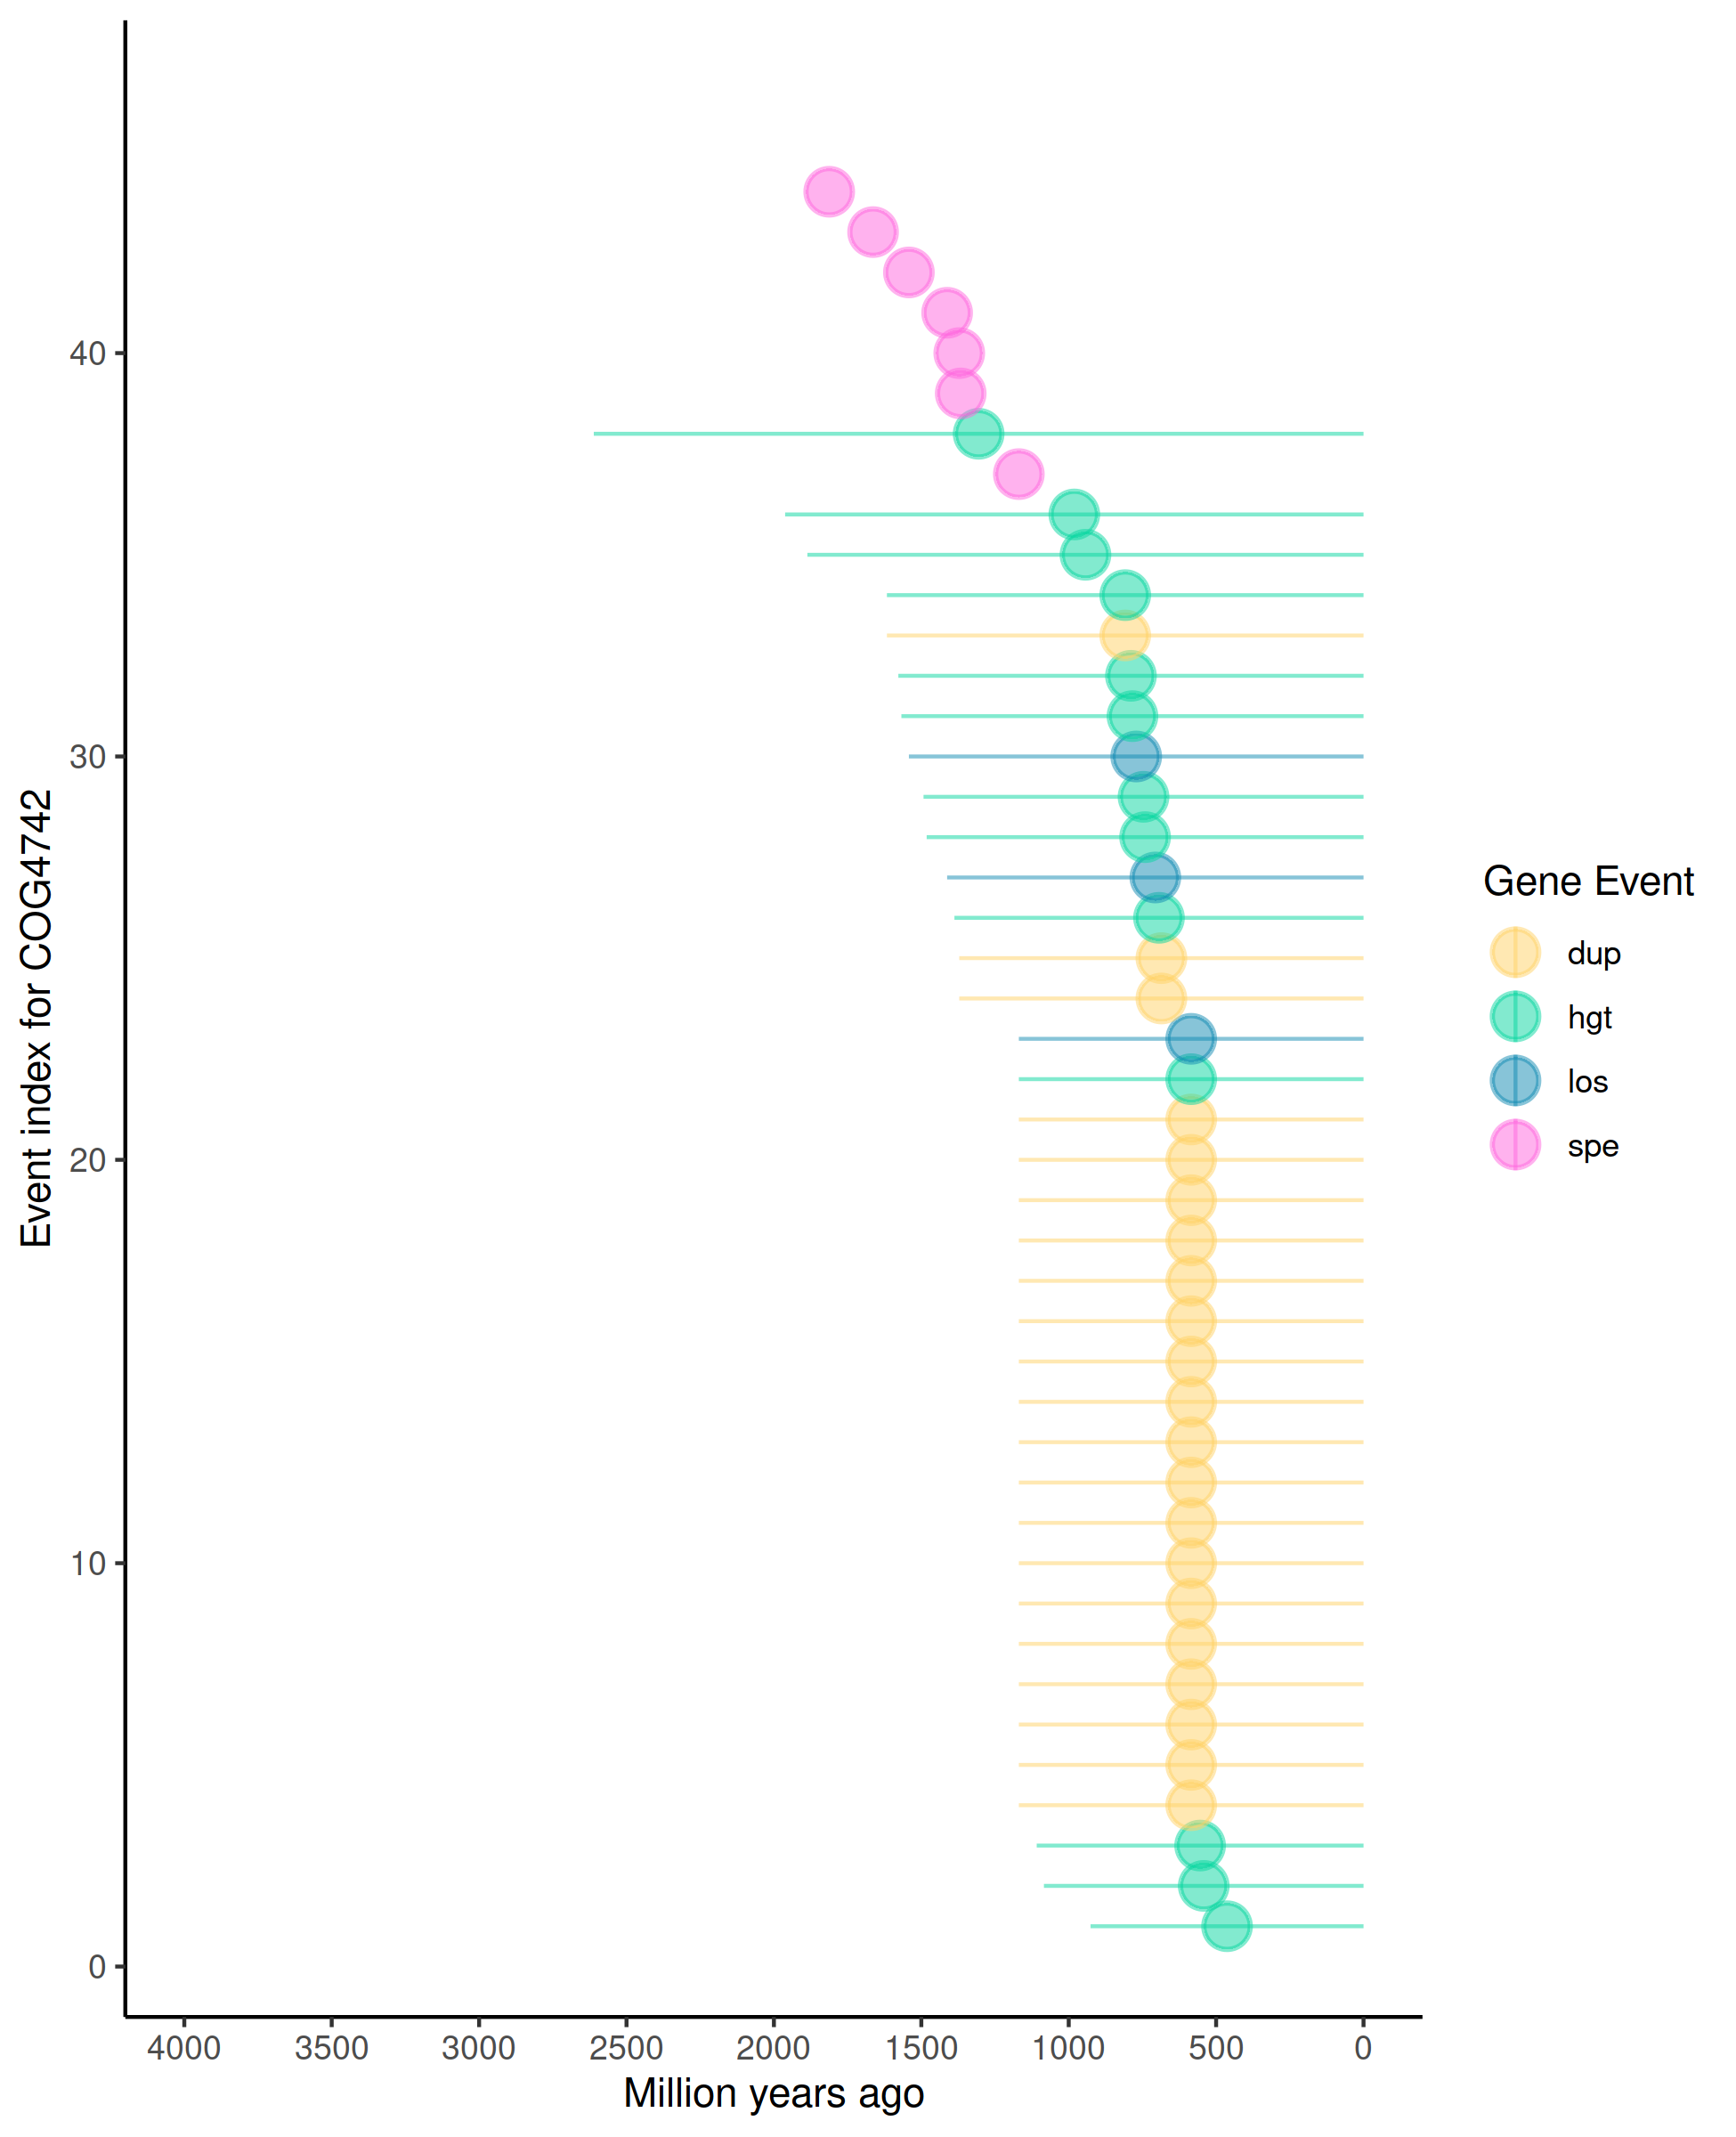 Event index for COG4742
40
30
20
10
0
4000 3500 3000 2500 2000 1500 1000 500 0
Million years ago
Gene Event
dup
hgt
los
spe